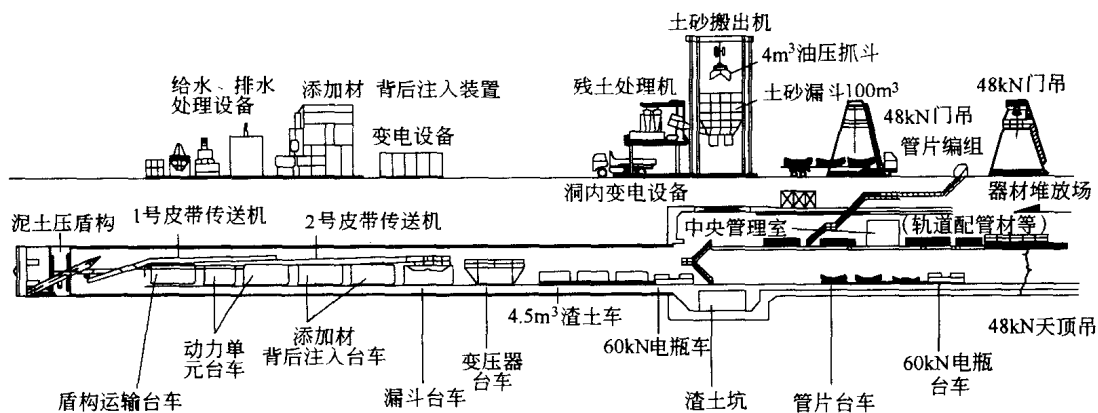 土砂搬出机
4m³油压抓斗
给水、排水
处理设备
添加材
背后注入装置
变电设备
残土处理机
土砂漏斗100m³
48kN门吊
管片编组
48kN门吊
洞内变电设备
器材堆放场
(轨道配管材等)
中央管理室
泥土压盾构
1号皮带传送机
2号皮带传送机
盾构运输台车
动力单
元台车
添加材
背后注入台车
漏斗台车
变压器
台车
4.5m³渣土车
60kN电瓶车
渣土坑
管片台车
60kN电瓶
台车
48kN天顶吊